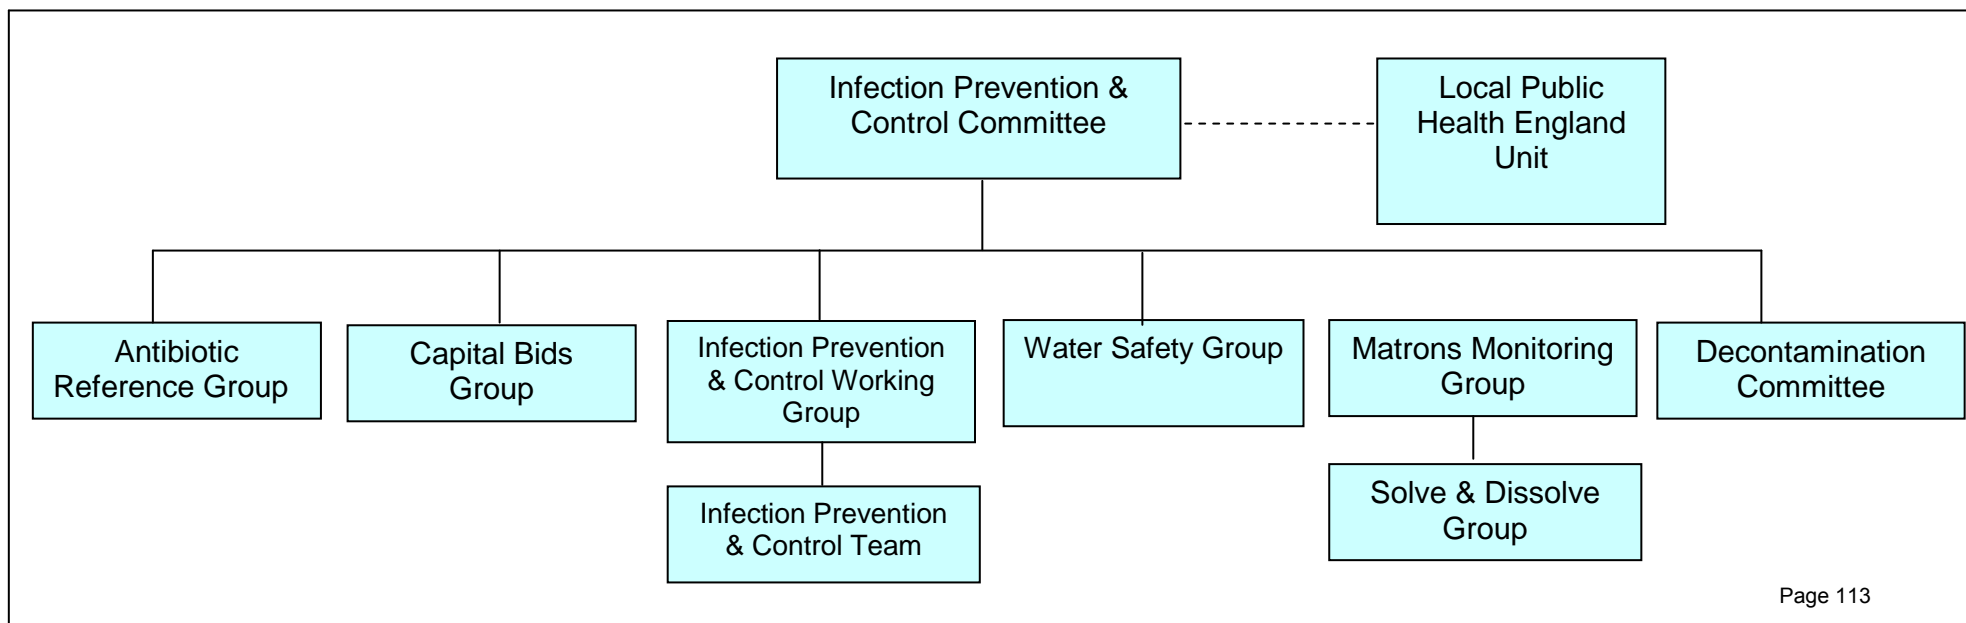 Infection Prevention &
Control Committee
Local Public
Health England
Unit
Antibiotic
Reference Group
Capital Bids
Group
Infection Prevention
& Control Working
Group
Water Safety Group
Matrons Monitoring
Group
Decontamination
Committee
Infection Prevention
& Control Team
Solve & Dissolve
Group
Page 113